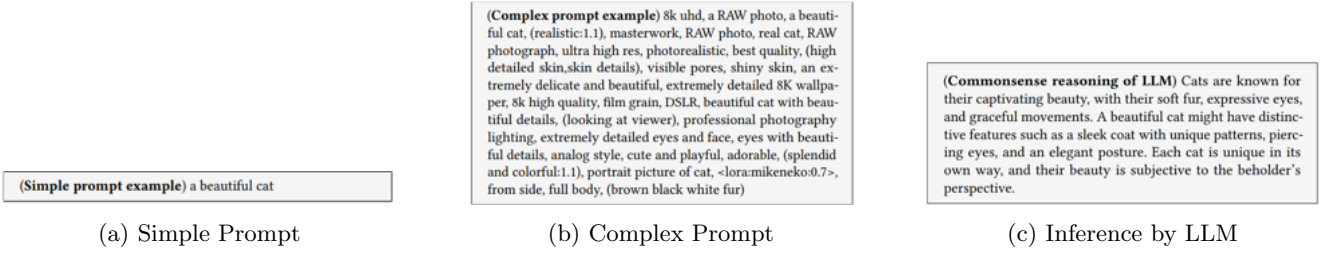 (Simple prompt example) a beautiful cat
(a) Simple Prompt
(Complex prompt example) 8k uhd, a RAW photo, a beauti-
ful cat, (realistic:1.1), masterwork, RAW photo, real cat, RAW
photograph, ultra high res, photorealistic, best quality, (high
detailed skin,skin details), visible pores, shiny skin, an ex-
tremely delicate and beautiful, extremely detailed 8K wallpa-
per, 8k high quality, film grain, DSLR, beautiful cat with beau-
tiful details, (looking at viewer), professional photography
lighting, extremely detailed eyes and face, eyes with beauti-
ful details, analog style, cute and playful, adorable, (splendid
and colorful:1.1), portrait picture of cat, <lora:mikeneko:0.7>,
from side, full body, (brown black white fur)
(b) Complex Prompt
(Commonsense reasoning of LLM) Cats are known for
their captivating beauty, with their soft fur, expressive eyes,
and graceful movements. A beautiful cat might have distinc-
tive features such as a sleek coat with unique patterns, pierc-
ing eyes, and an elegant posture. Each cat is unique in its
own way, and their beauty is subjective to the beholder's
perspective.
(c) Inference by LLM